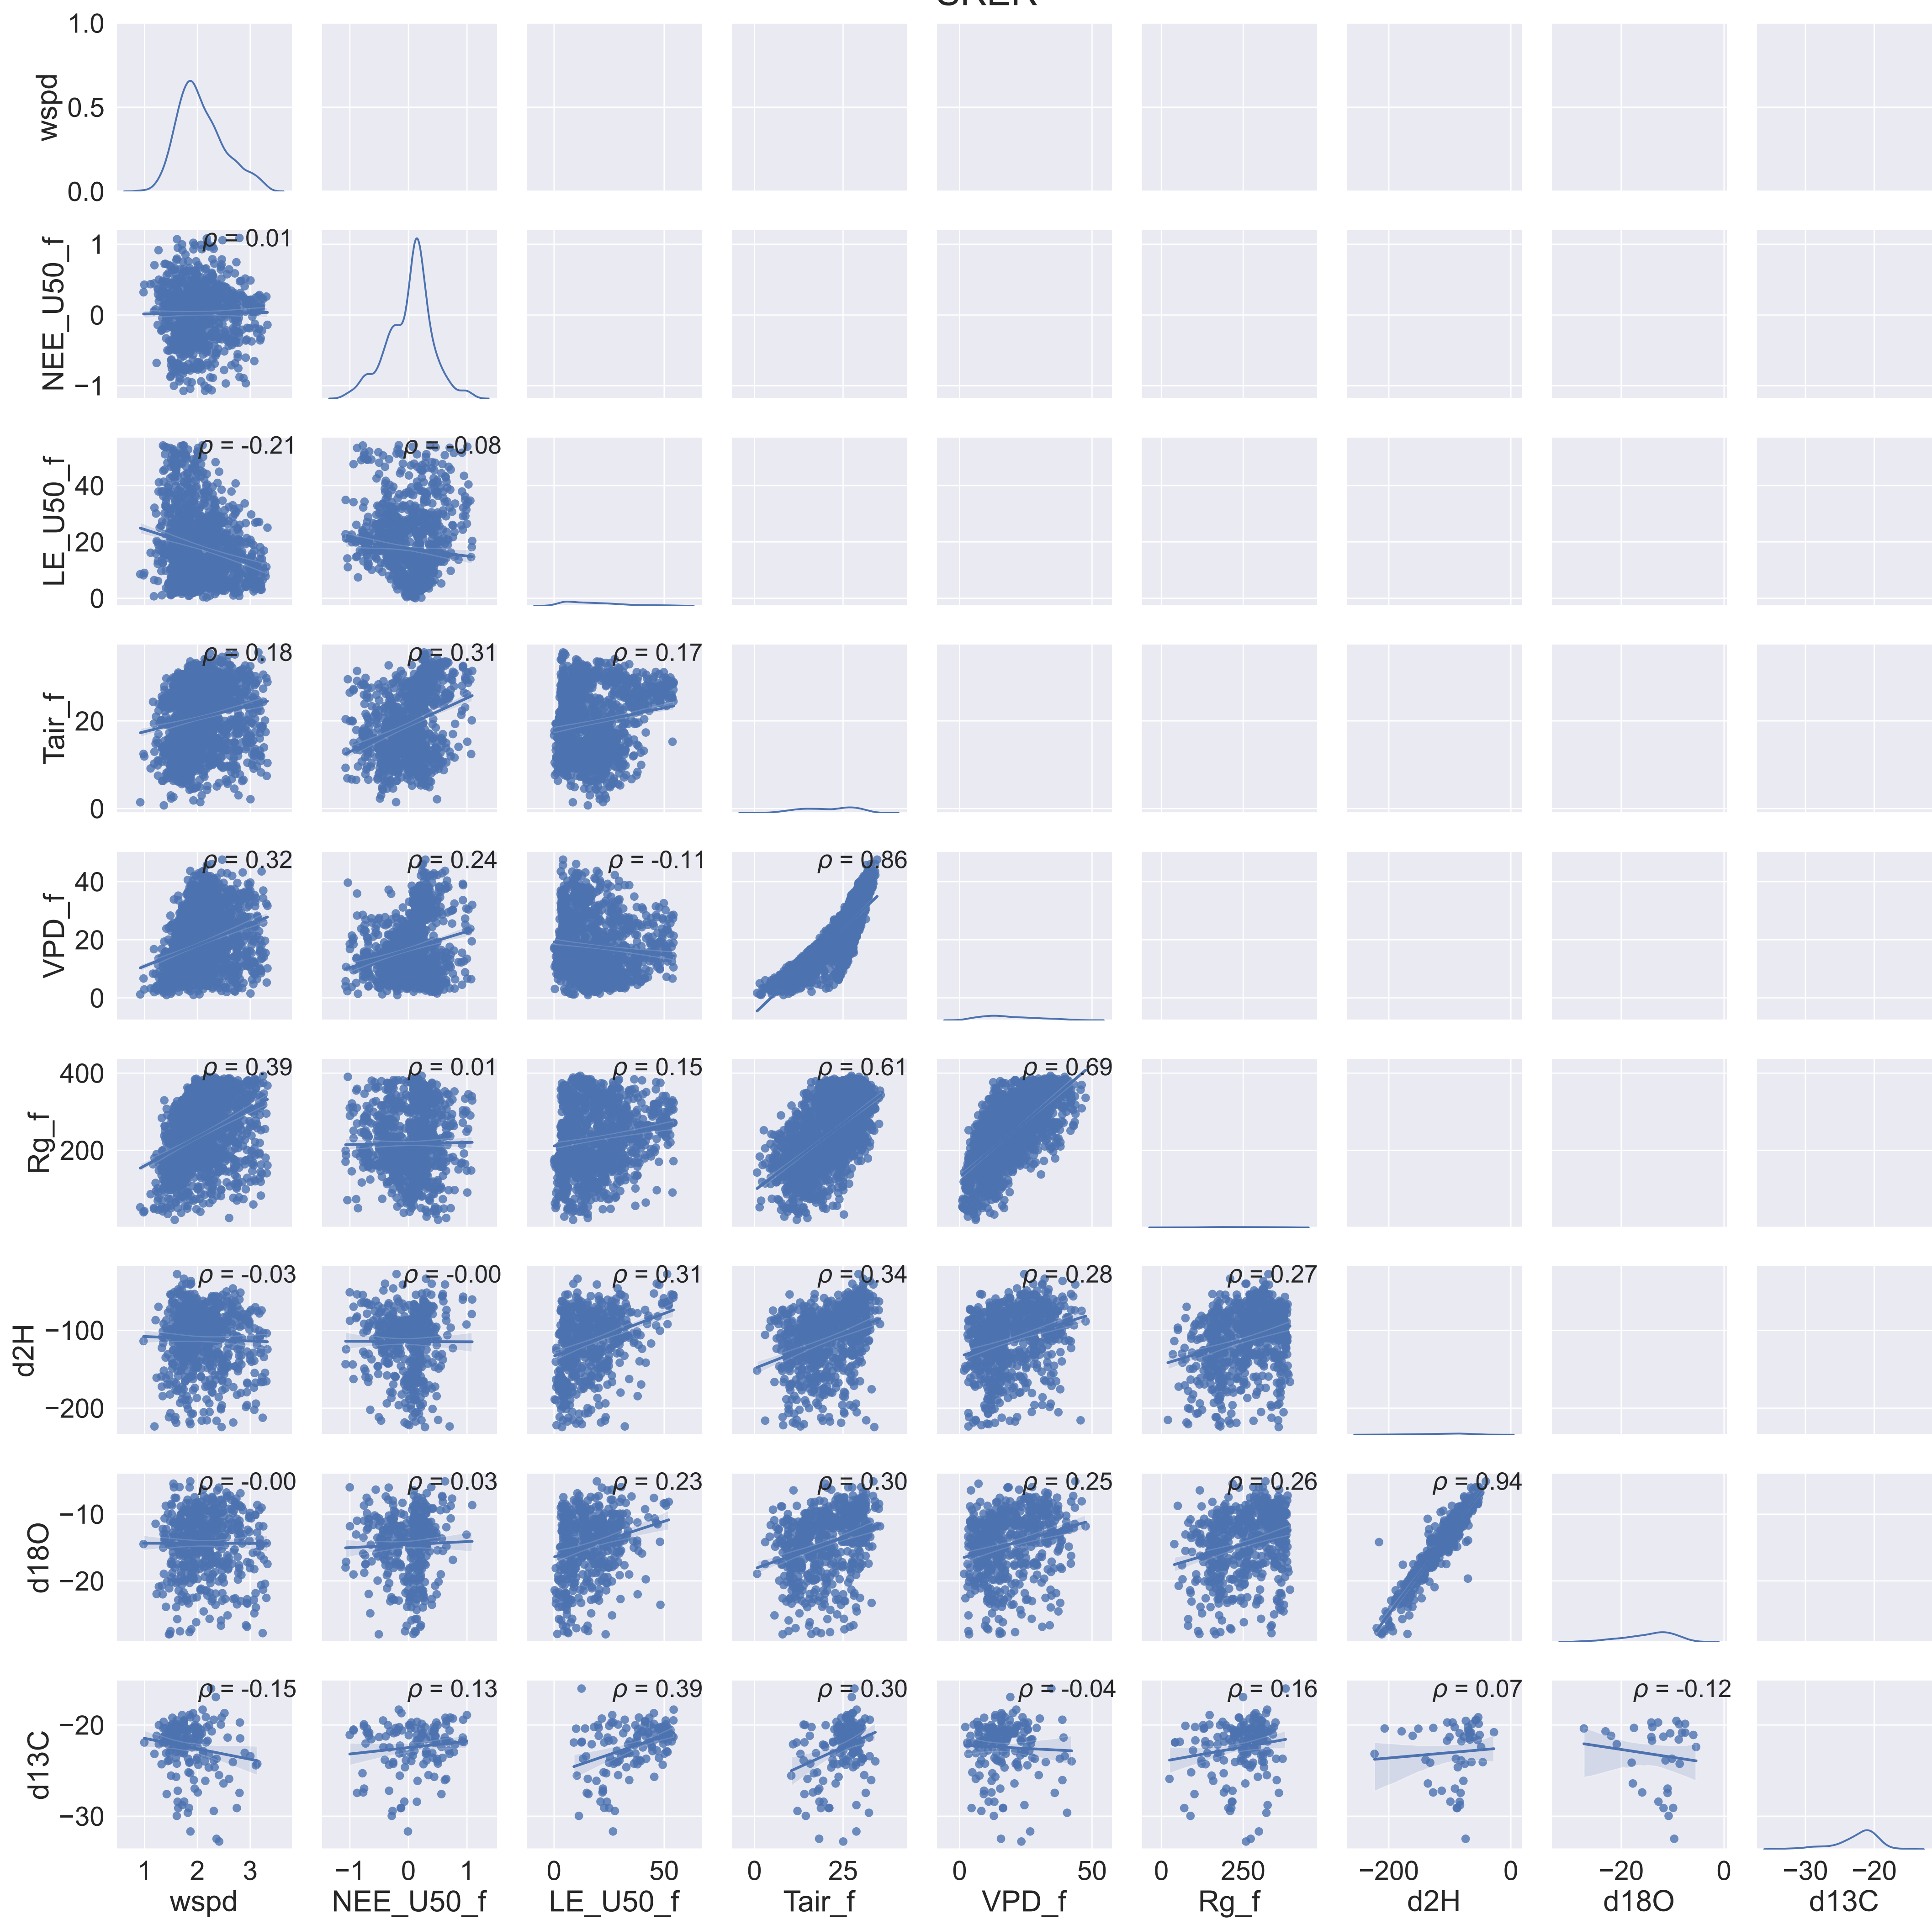 1.0
0.5
0.0
wspd
1
0
−1
NEE_U50_f
ρ = 0.01
40
20
0
LE_U50_f
ρ = -0.21
ρ = -0.08
20
0
Tair_f
ρ = 0.18
ρ = 0.31
ρ = 0.17
40
20
0
VPD_f
ρ = 0.32
ρ = 0.24
ρ = -0.11
ρ = 0.86
400
200
Rg_f
ρ = 0.39
ρ = 0.01
ρ = 0.15
ρ = 0.61
ρ = 0.69
−100
−200
d2H
ρ = -0.03
ρ = -0.00
ρ = 0.31
ρ = 0.34
ρ = 0.28
ρ = 0.27
−10
−20
d18O
ρ = -0.00
ρ = 0.03
ρ = 0.23
ρ = 0.30
ρ = 0.25
ρ = 0.26
ρ = 0.94
−20
−30
d13C
ρ = -0.15
ρ = 0.13
ρ = 0.39
ρ = 0.30
ρ = -0.04
ρ = 0.16
ρ = 0.07
ρ = -0.12
1 2 3 −1 0 1 0 50 0 25 0 50 0 250 −200 0 −20 0 −30 −20
wspd NEE_U50_f LE_U50_f Tair_f VPD_f Rg_f d2H d18O d13C